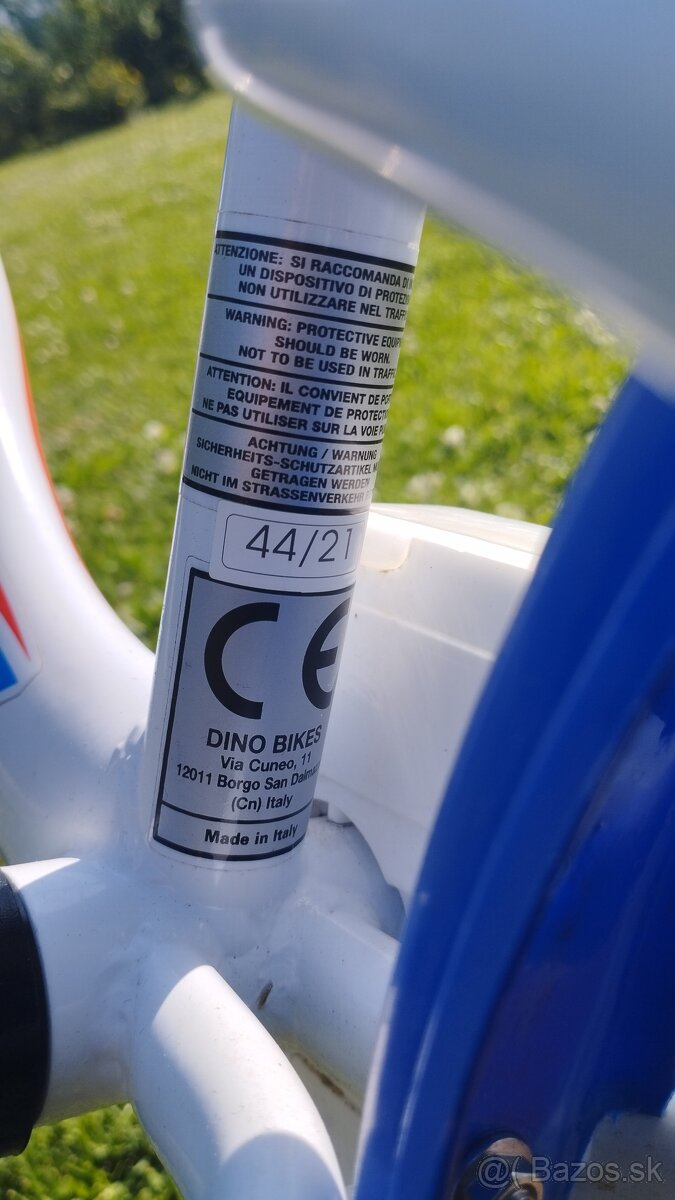 ATTENZIONE: SI RACCOMANDA DI
UN DISPOSITIVO DI
NON UTILIZZARE NEL
WARNING: PROTECTIVE
SHOULD BE WORN.
NOT TO BE USED IN
ATTENTION: IL CONVIENT DE
EQUIPEMENT DE
NE PAS UTILISER SUR LA VOIE
ACHTUNG / WARNUNG
SICHERHEITS-SCHUTZARTIKEL
GETRAGEN WERDEN
NICHT IM STRASSENVERKEHR
44/21
CE
DINO BIKES
Via Cuneo, 11
12011 Borgo San
(Cn) Italy
Made in Italy
@ Bazos.sk